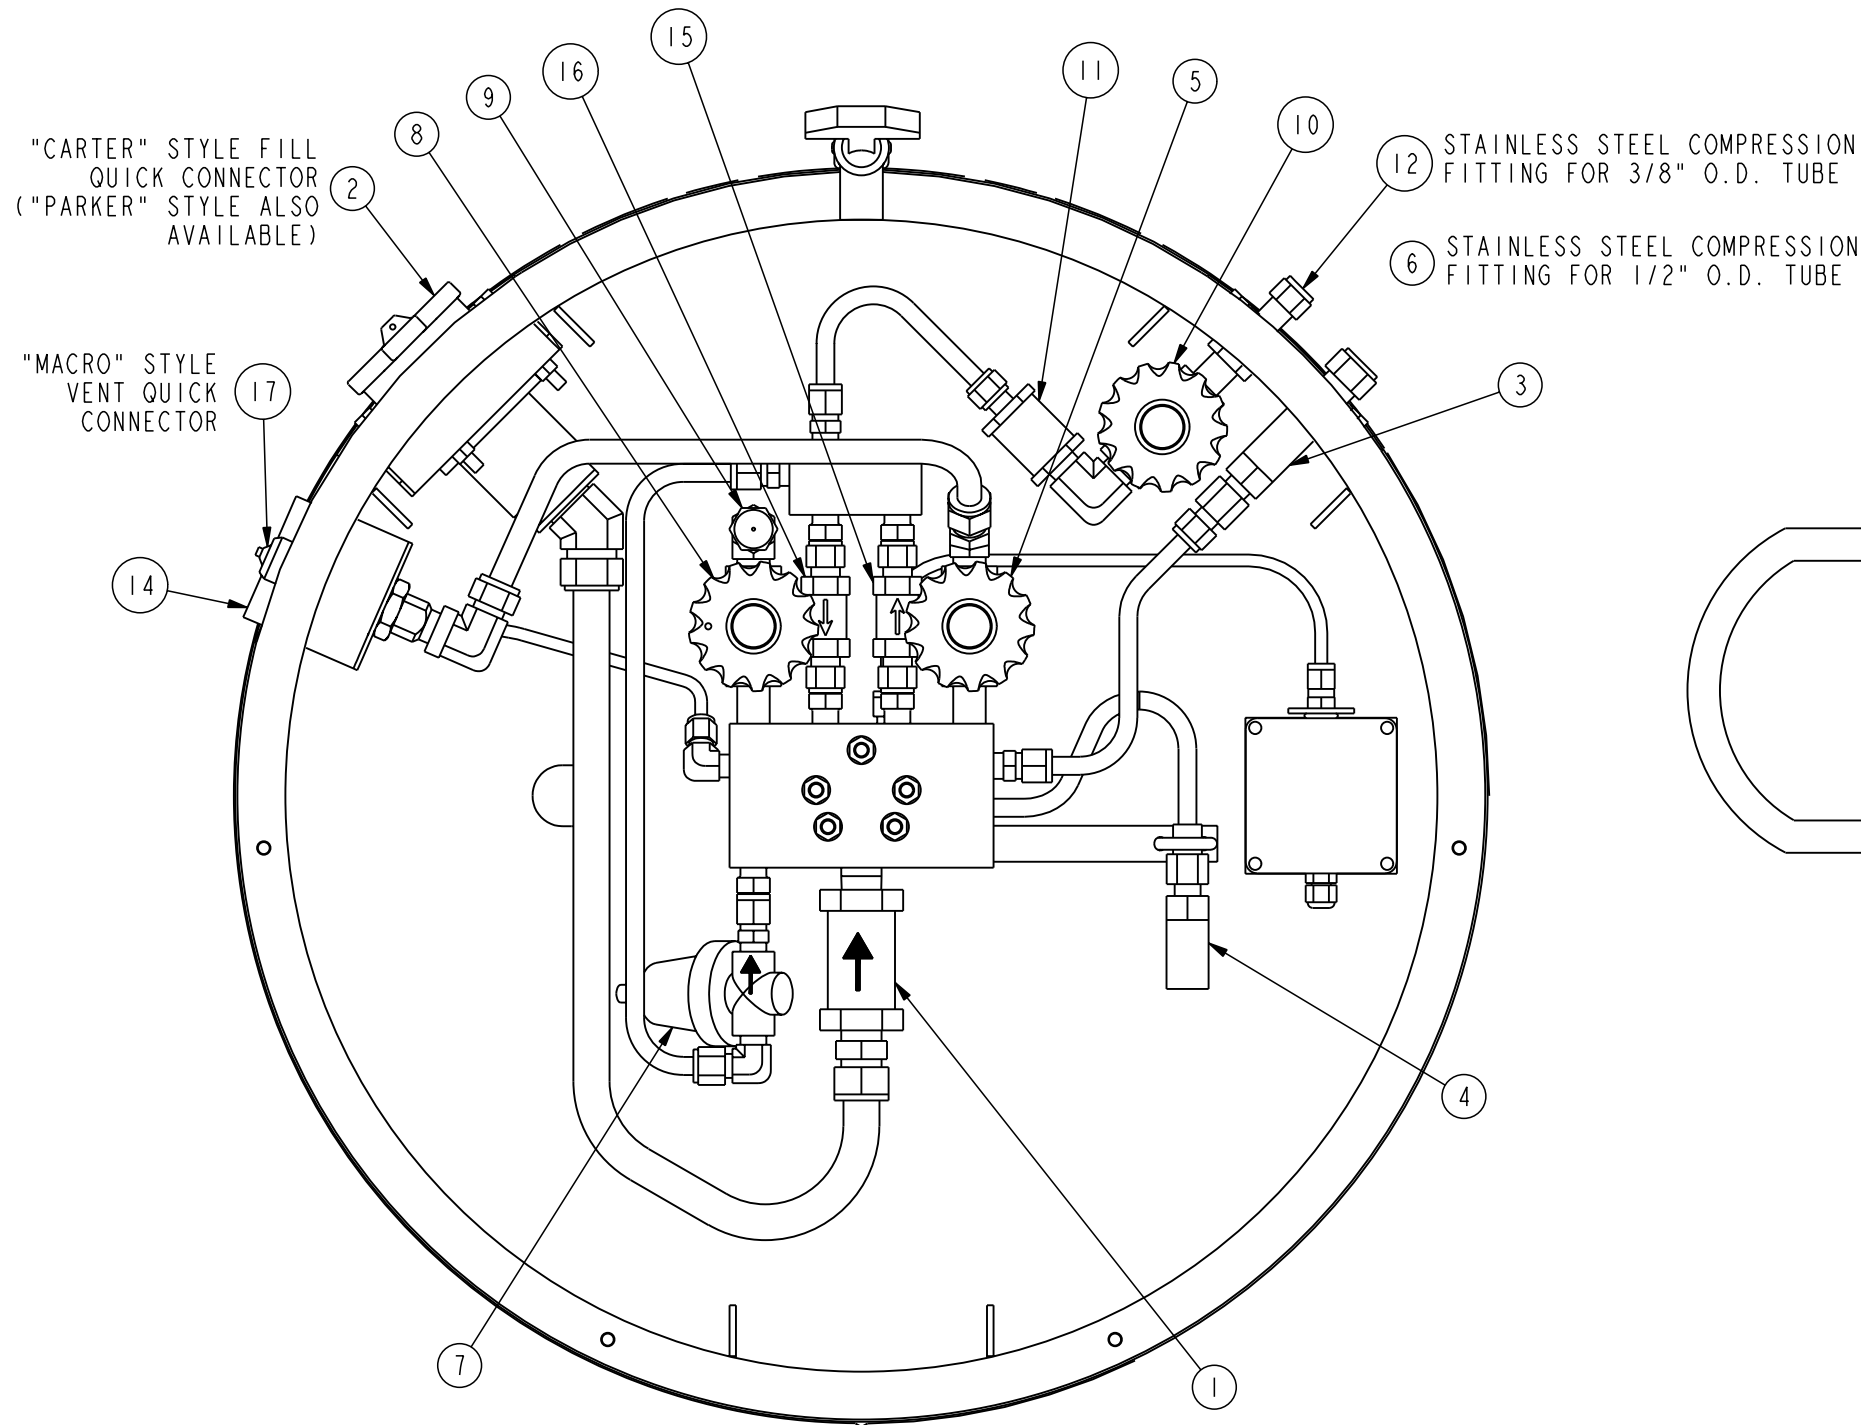 15
16
11
5
9
10
8
"CARTER" STYLE FILL
QUICK CONNECTOR
("PARKER" STYLE ALSO
AVAILABLE)
2
12
STAINLESS STEEL COMPRESSION
FITTING FOR 3/8" O.D. TUBE
6
STAINLESS STEEL COMPRESSION
FITTING FOR 1/2" O.D. TUBE
"MACRO" STYLE
VENT QUICK
CONNECTOR
17
3
14
4
7
1